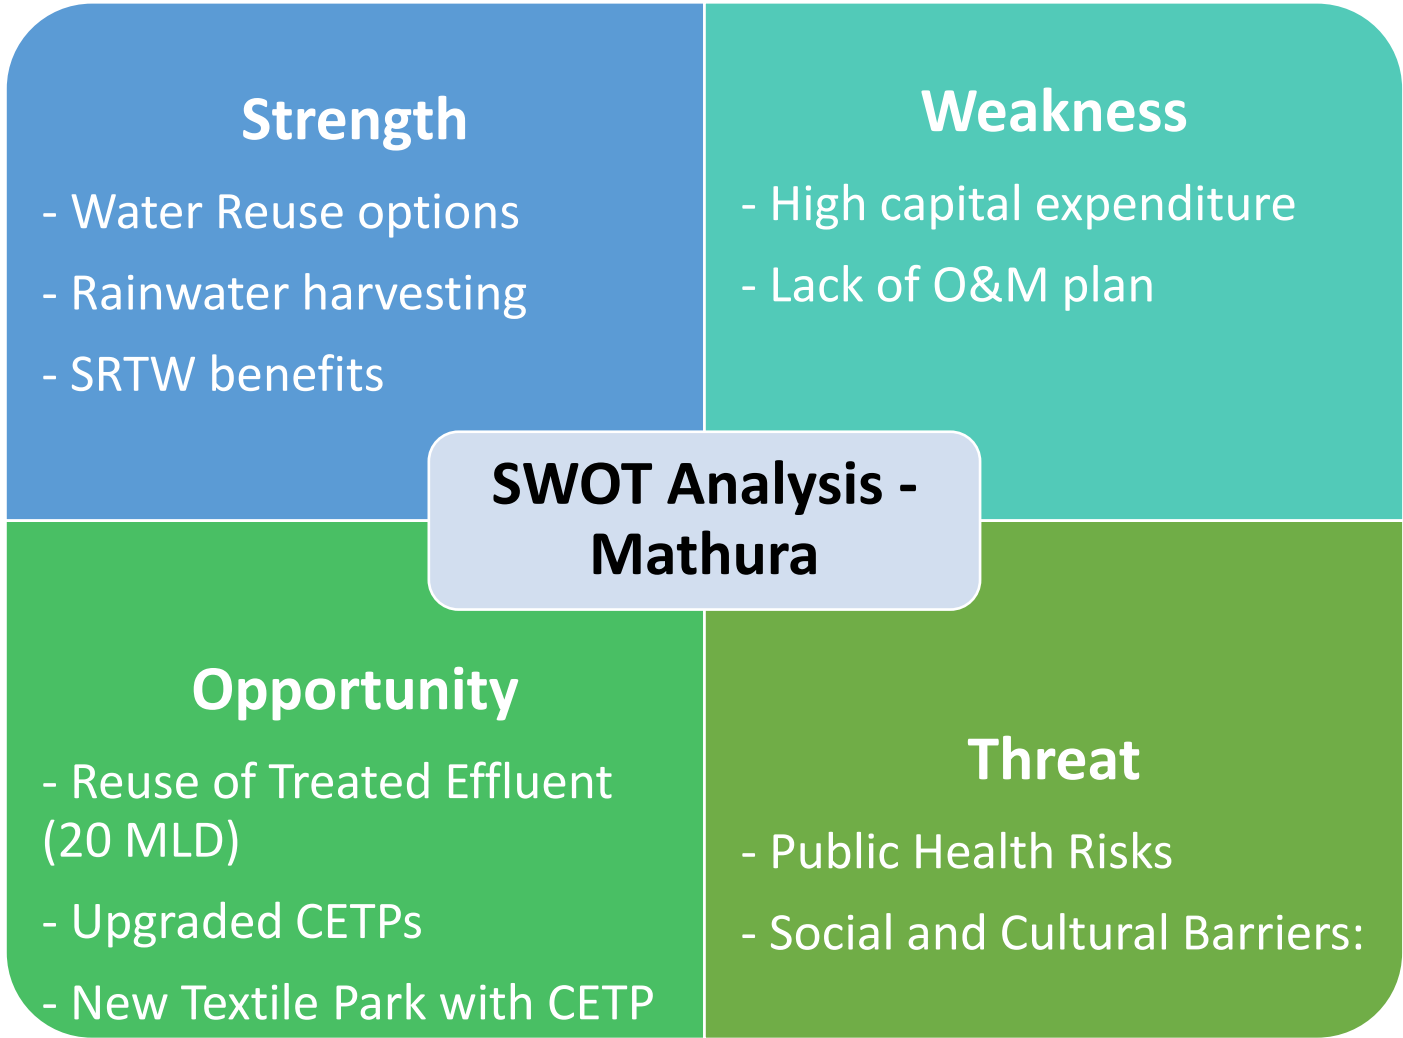 Strength
- Water Reuse options
- Rainwater harvesting
- SRTW benefits
Weakness
- High capital expenditure
- Lack of O&M plan
SWOT Analysis -
Mathura
Opportunity
- Reuse of Treated Effluent
(20 MLD)
- Upgraded CETPs
- New Textile Park with CETP
Threat
- Public Health Risks
- Social and Cultural Barriers: